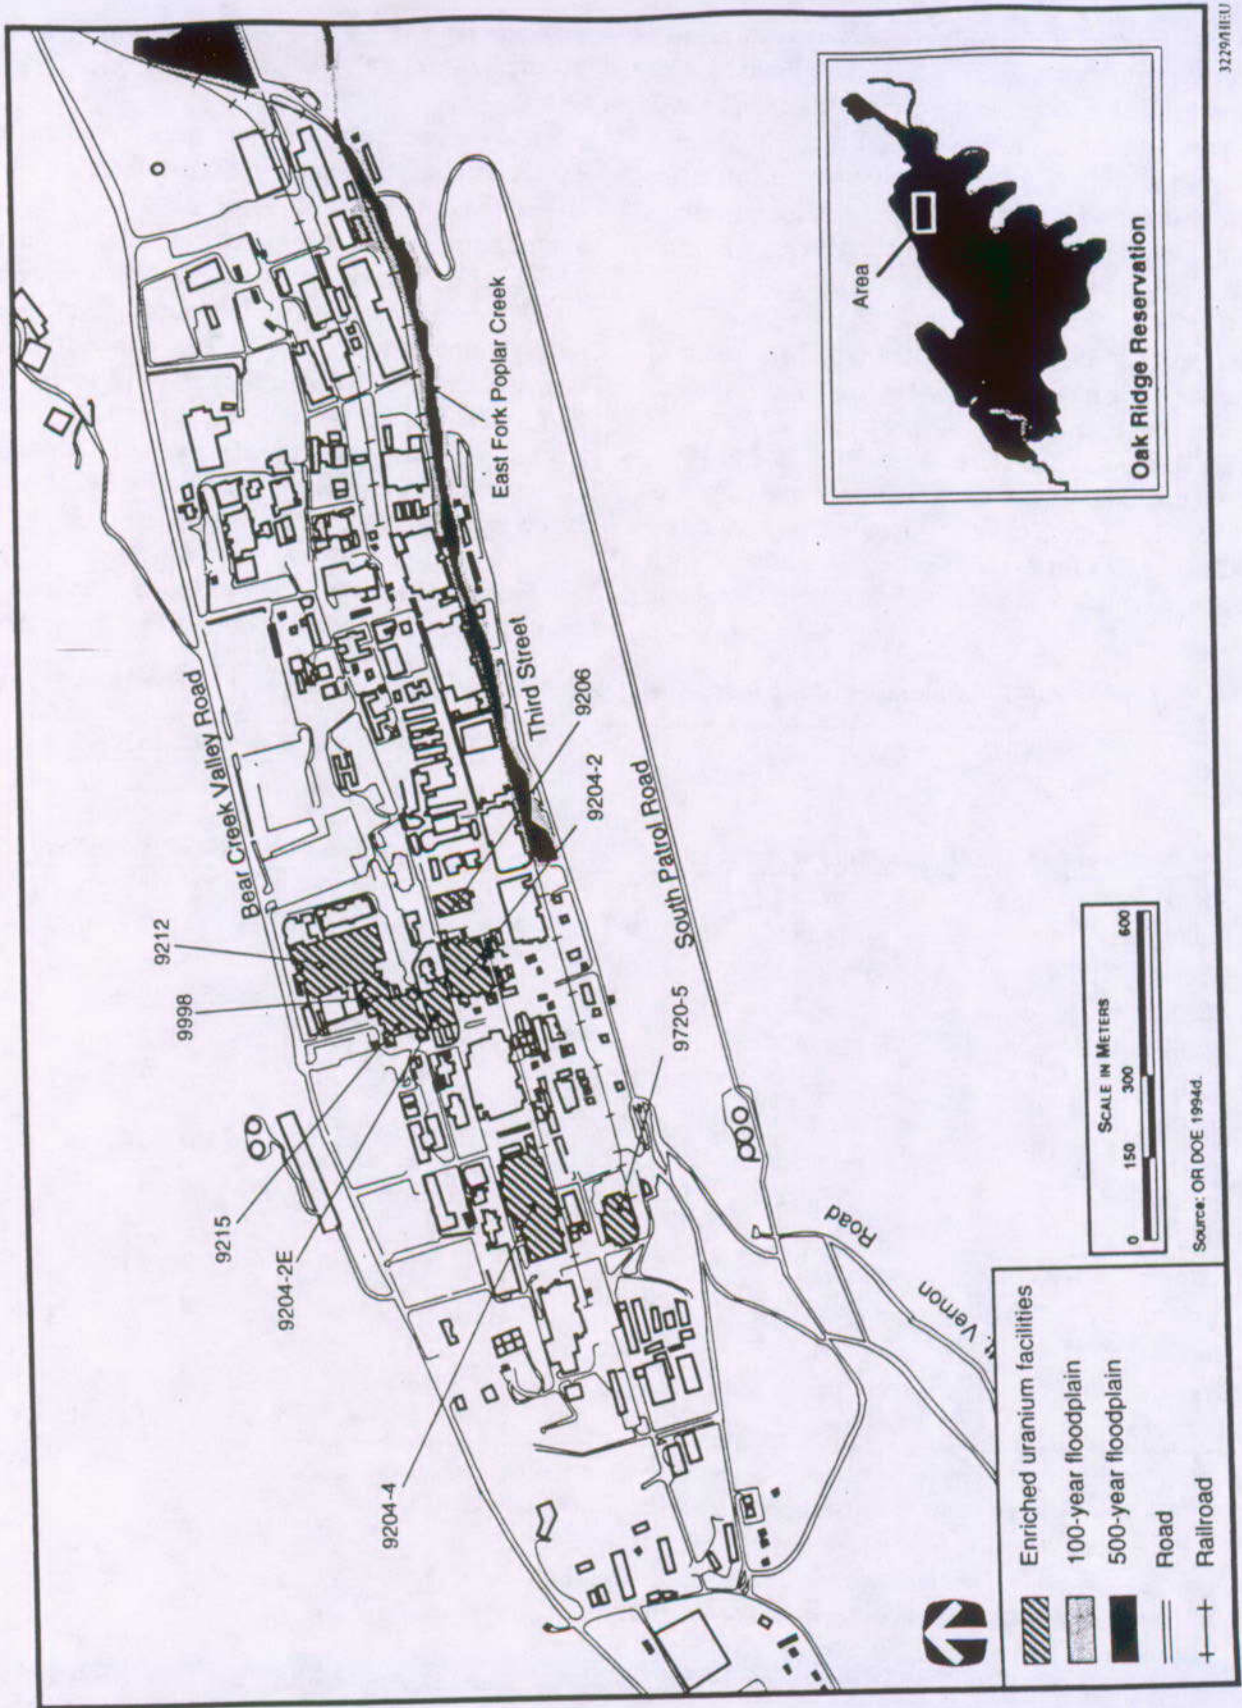 3229/HEU
Bear Creek Valley Road
9212
9998
9215
9204-2E
9204-4
East Fork Poplar Creek
Third Street
9206
9204-2
South Patrol Road
9720-5
Vernon
Road
Area
Oak Ridge Reservation
SCALE IN METERS
0 150 300 600
Source: OR DOE 1994d.
Enriched uranium facilities
100-year floodplain
500-year floodplain
Road
Railroad